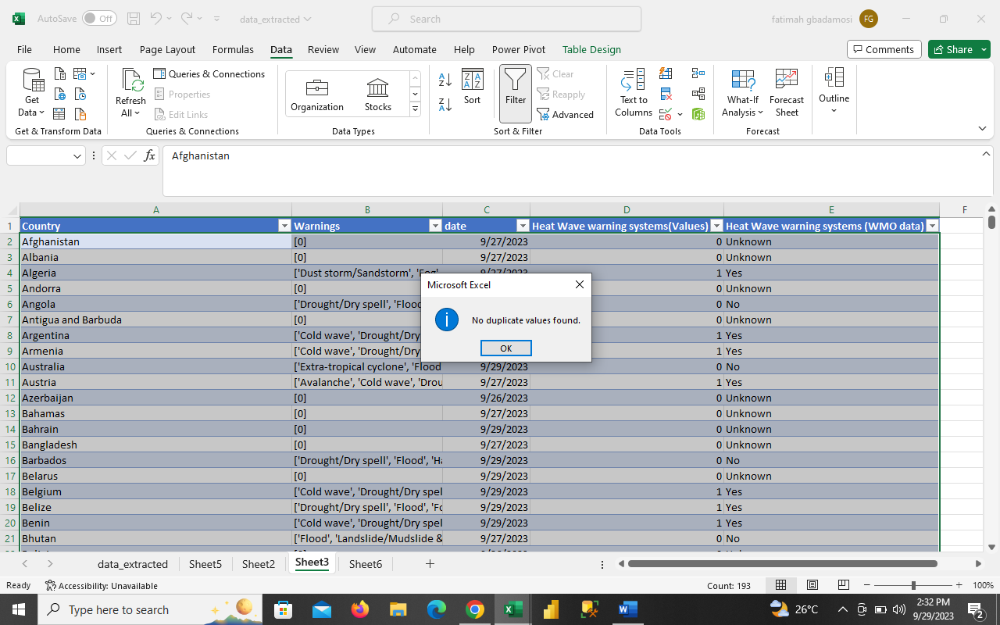 AutoSave Off data_extracted Search fatimah gbadamosi FG
File Home Insert Page Layout Formulas Data Review View Automate Help Power Pivot Table Design Comments Share
Get Data
Refresh All
Queries & Connections
Properties
Edit Links
Organization
Stocks
Sort
Filter
Clear
Reapply
Advanced
Text to Columns
What-If Analysis
Forecast Sheet
Outline
Get & Transform Data Queries & Connections Data Types Sort & Filter Data Tools Forecast
fx Afghanistan
A B C D E F
1 Country Warnings date Heat Wave warning systems(Values) Heat Wave warning systems (WMO data)
2 Afghanistan [0] 9/27/2023 0 Unknown
3 Albania [0] 9/27/2023 0 Unknown
4 Algeria ['Dust storm/Sandstorm', 'Fog' 9/27/2023 1 Yes
5 Andorra [0] 0 Unknown
6 Angola ['Drought/Dry spell', 'Flood 0 No
7 Antigua and Barbuda [0] 0 Unknown
8 Argentina ['Cold wave', 'Drought/Dry 1 Yes
9 Armenia ['Cold wave', 'Drought/Dry 1 Yes
10 Australia ['Extra-tropical cyclone', 'Flood 9/29/2023 0 No
11 Austria ['Avalanche', 'Cold wave', 'Drou 9/27/2023 1 Yes
12 Azerbaijan [0] 9/26/2023 0 Unknown
13 Bahamas [0] 9/27/2023 0 Unknown
14 Bahrain [0] 9/29/2023 0 Unknown
15 Bangladesh [0] 9/27/2023 0 Unknown
16 Barbados ['Drought/Dry spell', 'Flood', 'Ha 9/29/2023 0 No
17 Belarus [0] 9/29/2023 0 Unknown
18 Belgium ['Cold wave', 'Drought/Dry spel 9/29/2023 1 Yes
19 Belize ['Drought/Dry spell', 'Flood', 'Fo 9/29/2023 1 Yes
20 Benin ['Cold wave', 'Drought/Dry spel 9/29/2023 1 Yes
21 Bhutan ['Flood', 'Landslide/Mudslide & 9/27/2023 0 No
Microsoft Excel
No duplicate values found.
OK
data_extracted Sheet5 Sheet2 Sheet3 Sheet6
Ready Accessibility: Unavailable Count: 193 100%
Type here to search 26°C 2:32 PM
9/29/2023 2